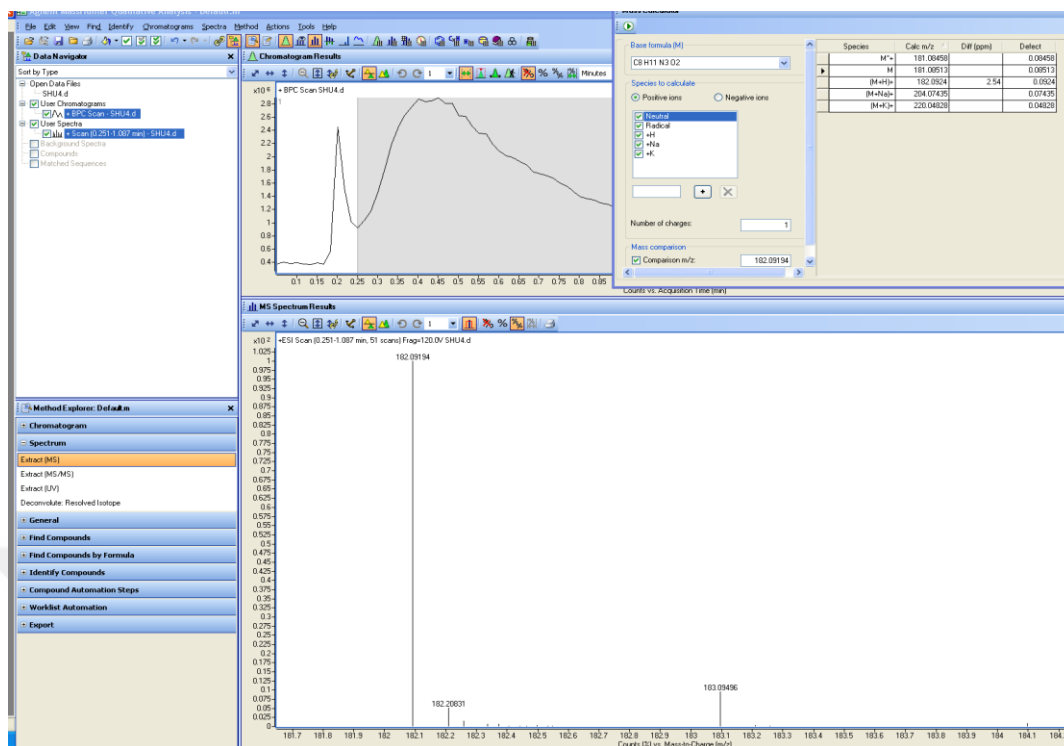 Agilent MassHunter Qualitative Analysis - Default.m
File Edit View Find Identify Chromatograms Spectra Method Actions Tools Help
Data Navigator
Sort by Type
Open Data Files
SHU4.d
User Chromatograms
+ BPC Scan - SHU4.d
User Spectra
+ Scan (0.251-1.087 min) - SHU4.d
Background Spectra
Compounds
Matched Sequences
Method Explorer: Default.m
Chromatogram
Spectrum
Extract (MS)
Extract (MS/MS)
Extract (UV)
Deconvolute: Resolved Isotope
General
Find Compounds
Find Compounds by Formula
Identify Compounds
Compound Automation Steps
Worklist Automation
Export
Chromatogram Results
1 Minutes
x10 6 + BPC Scan SHU4.d
1
2.8
2.6
2.4
2.2
2
1.8
1.6
1.4
1.2
1
0.8
0.6
0.4
0.1 0.15 0.2 0.25 0.3 0.35 0.4 0.45 0.5 0.55 0.6 0.65 0.7 0.75 0.8 0.85
Counts vs. Acquisition Time (min)
Mass Calculator
Base formula (M)
C8 H11 N3 O2
Species to calculate
Positive ions Negative ions
Neutral
Radical
+H
+Na
+K
Number of charges: 1
Mass comparison
Comparison m/z: 182.09194
Species Calc m/z Diff (ppm) Defect
M*+ 181.08458 0.08458
M 181.08513 0.08513
(M+H)+ 182.0924 2.54 0.0924
(M+Na)+ 204.07435 0.07435
(M+K)+ 220.04828 0.04828
MS Spectrum Results
1
x10 2 +ESI Scan (0.251-1.087 min, 51 scans) Frag=120.0V SHU4.d
182.09194
182.20831
183.09496
1.025
1
0.975
0.95
0.925
0.9
0.875
0.85
0.825
0.8
0.775
0.75
0.725
0.7
0.675
0.65
0.625
0.6
0.575
0.55
0.525
0.5
0.475
0.45
0.425
0.4
0.375
0.35
0.325
0.3
0.275
0.25
0.225
0.2
0.175
0.15
0.125
0.1
0.075
0.05
0.025
0
181.7 181.8 181.9 182 182.1 182.2 182.3 182.4 182.5 182.6 182.7 182.8 182.9 183 183.1 183.2 183.3 183.4 183.5 183.6 183.7 183.8 183.9 184 184.1
Counts (%) vs. Mass-to-Charge (m/z)